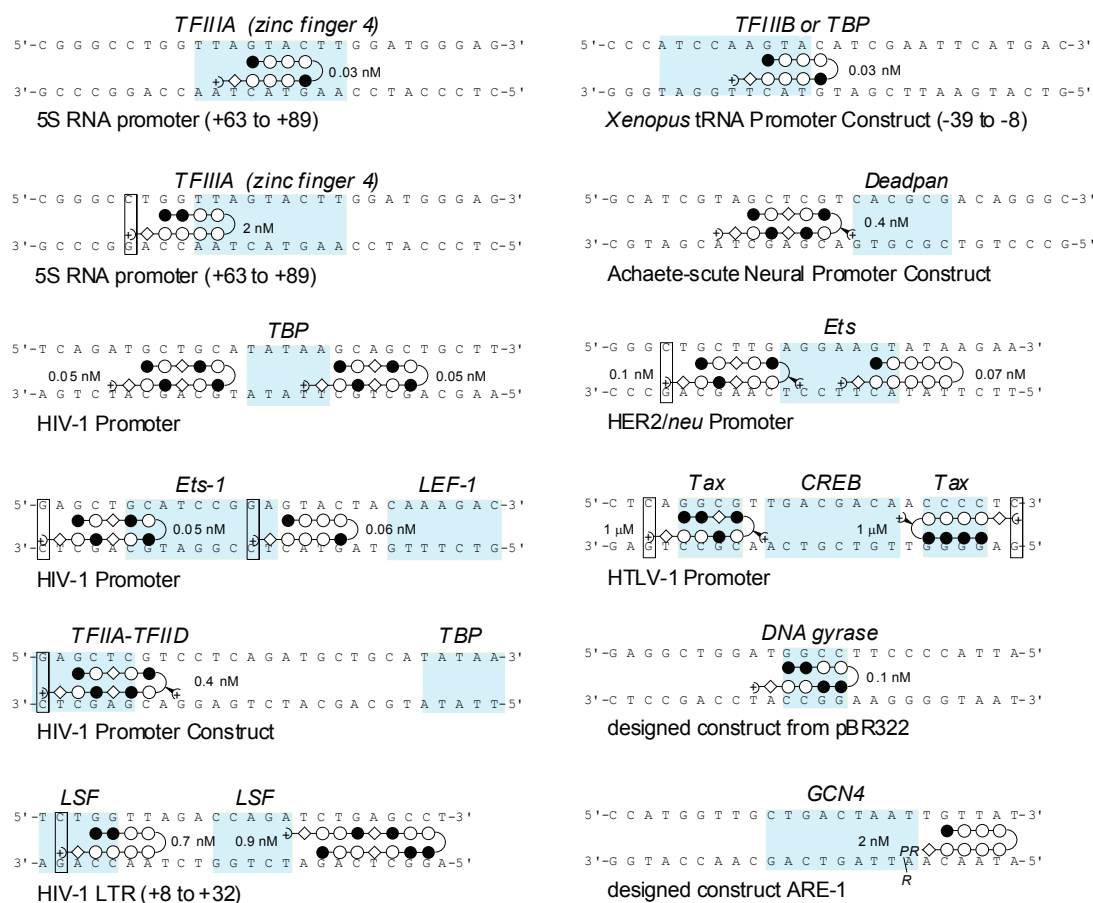 TFIIIA (zinc finger 4)
5'-C G G G C C T G G T T A G T A C T T G G A T G G G A G-3'
+ 0.03 nM
3'-G C C C G G A C C A A T C A T G A A C C T A C C C T C-5'
5S RNA promoter (+63 to +89)
TFIIIB or TBP
5'-C C C A T C C A A G T A C A T C G A A T T C A T G A C-3'
+ 0.03 nM
3'-G G G T A G G T T C A T G T A G C T T A A G T A C T G-5'
Xenopus tRNA Promoter Construct (-39 to -8)
TFIIIA (zinc finger 4)
5'-C G G G C C T G G T T A G T A C T T G G A T G G G A G-3'
+ 2 nM
3'-G C C C G G A C C A A T C A T G A A C C T A C C C T C-5'
5S RNA promoter (+63 to +89)
Deadpan
5'-G C A T C G T A G C T C G T C A C G C G A C A G G G C-3'
+ + 0.4 nM
3'-C G T A G C A T C G A G C A G T G C G C T G T C C C G-5'
Achaete-scute Neural Promoter Construct
TBP
5'-T C A G A T G C T G C A T A T A A G C A G C T G C T T-3'
0.05 nM + + 0.05 nM
3'-A G T C T A C G A C G T A T A T T C G T C G A C G A A-5'
HIV-1 Promoter
Ets
5'-G G G C T G C T T G A G G A A G T A T A A G A A-3'
0.1 nM + + + 0.07 nM
3'-C C C G A C G A A C T C C T T C A T A T T C T T-5'
HER2/neu Promoter
Ets-1 LEF-1
5'-G A G C T G C A T C C G G A G T A C T A C A A A G A C-3'
+ 0.05 nM + 0.06 nM
3'-C T C G A C G T A G G C C T C A T G A T G T T T C T G-5'
HIV-1 Promoter
Tax CREB Tax
5'-C T C A G G C G T T G A C G A C A A C C C C T C-3'
1 µM + + 1 µM + +
3'-G A G T C C G C A A C T G C T G T T G G G G A G-5'
HTLV-1 Promoter
TFIIA-TFIID TBP
5'-G A G C T C G T C C T C A G A T G C T G C A T A T A A-3'
+ + 0.4 nM
3'-C T C G A G C A G G A G T C T A C G A C G T A T A T T-5'
HIV-1 Promoter Construct
DNA gyrase
5'-G A G G C T G G A T G G C C T T C C C C A T T A-3'
+ 0.1 nM
3'-C T C C G A C C T A C C G G A A G G G G T A A T-5'
designed construct from pBR322
LSF LSF
5'-T C T G G T T A G A C C A G A T C T G A G C C T-3'
+ 0.7 nM 0.9 nM +
3'-A G A C C A A T C T G G T C T A G A C T C G G A-5'
HIV-1 LTR (+8 to +32)
GCN4
5'-C C A T G G T T G C T G A C T A A T T G T T A T-3'
2 nM PR
3'-G G T A C C A A C G A C T G A T T A A C A A T A-5'
R
designed construct ARE-1